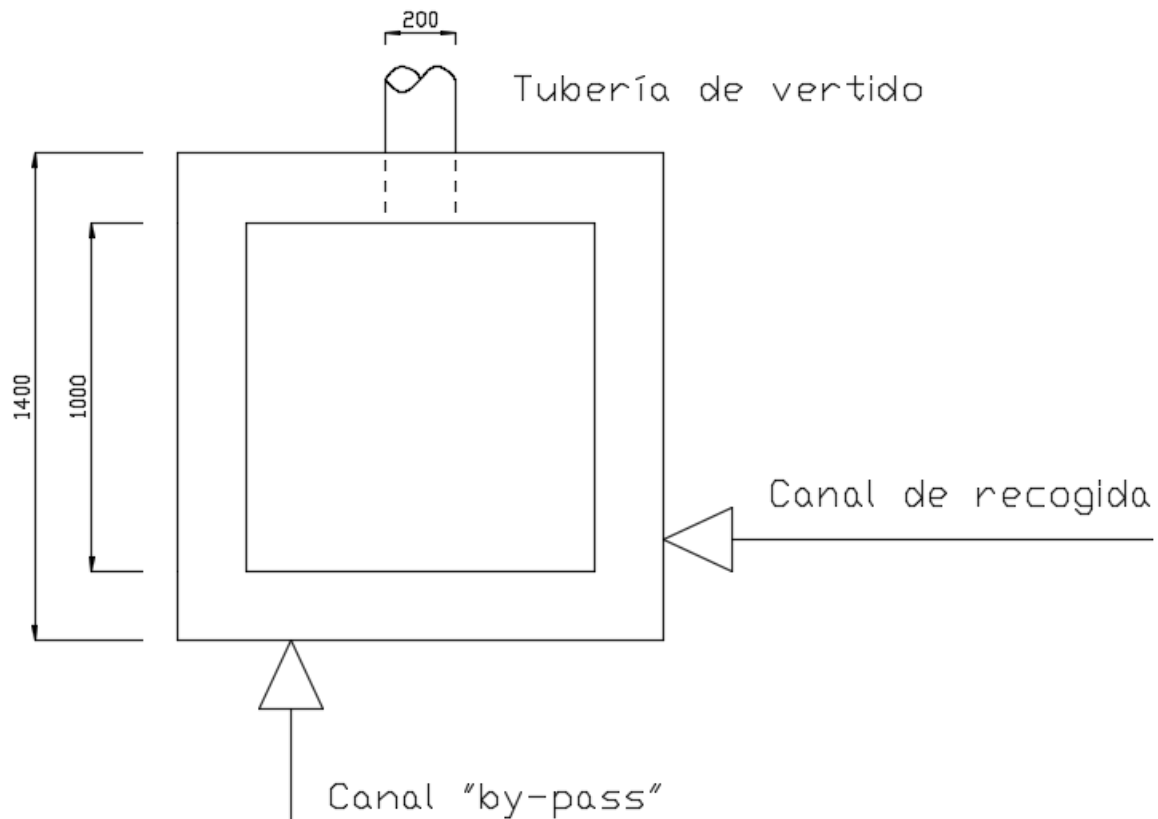 200
Tubería de vertido
1400
1000
Canal de recogida
Canal "by-pass"